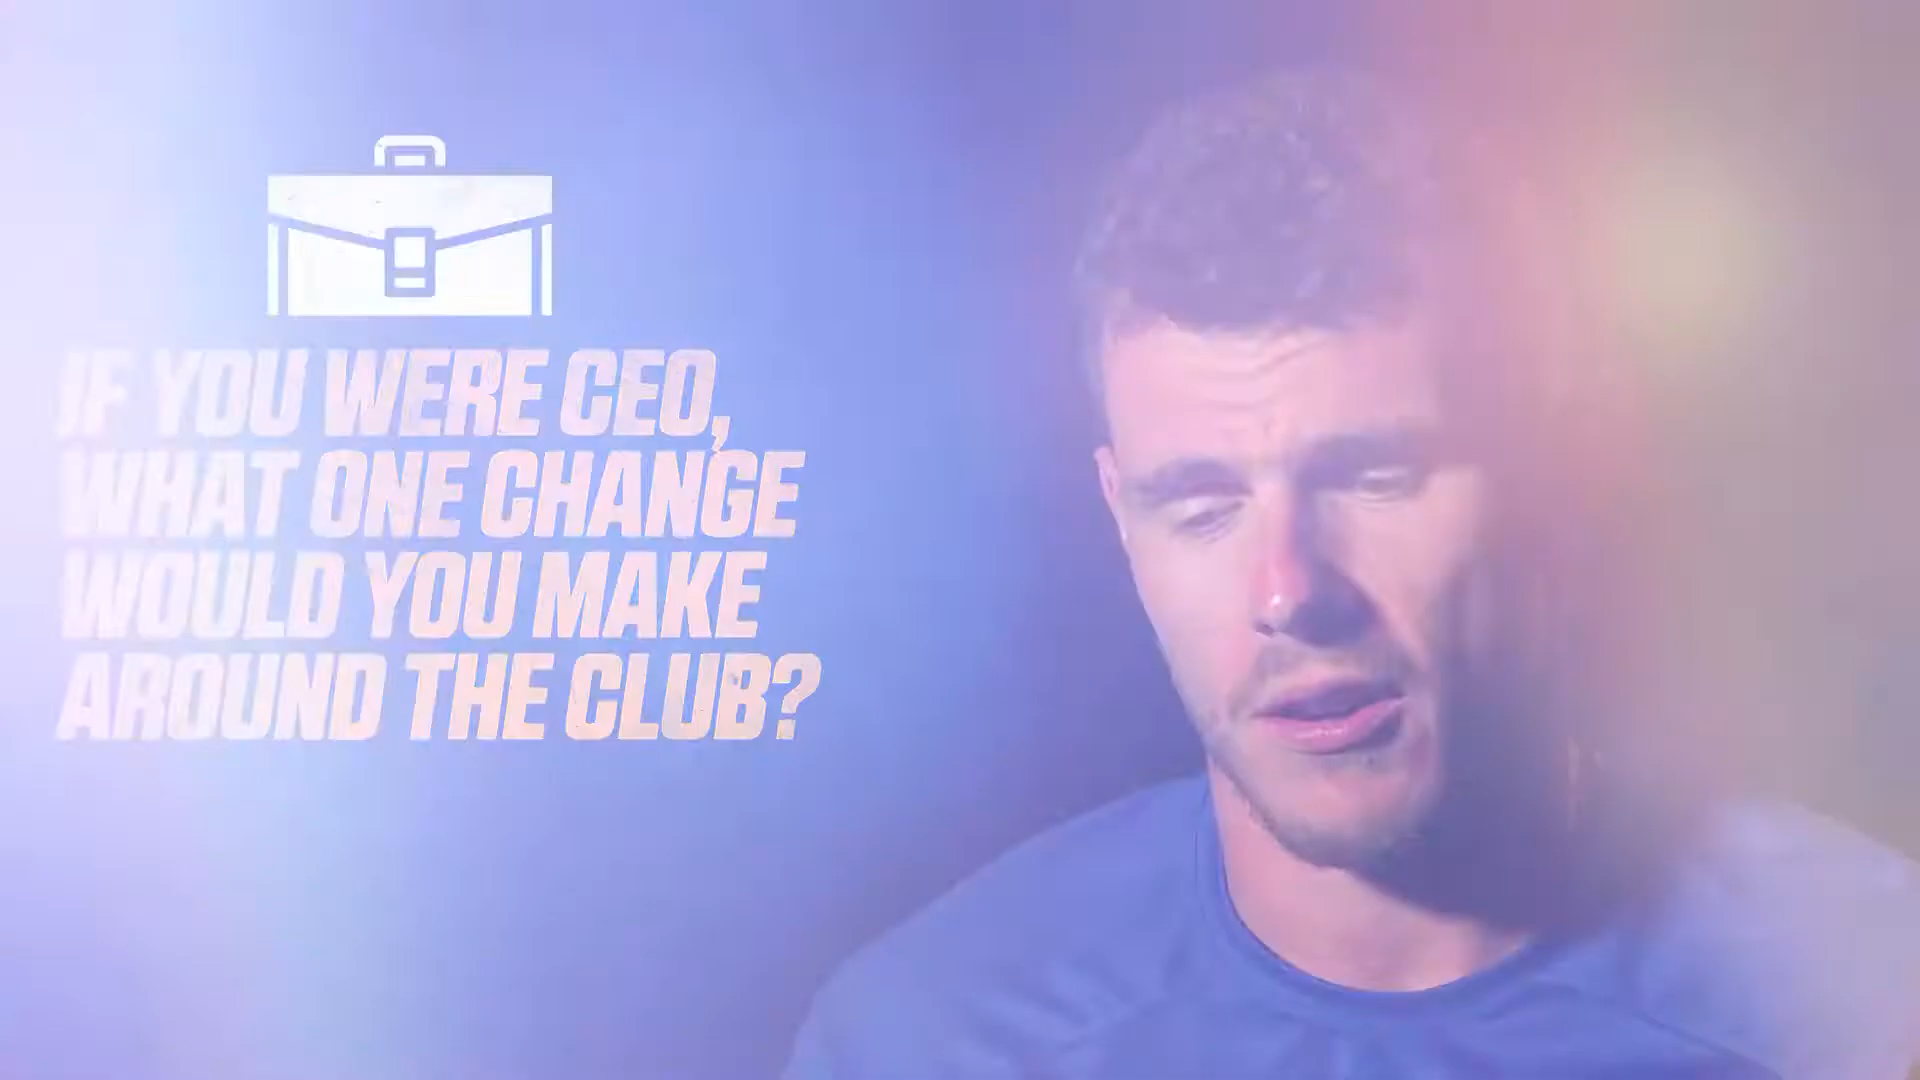 IF YOU WERE CEO,
WHAT ONE CHANGE
WOULD YOU MAKE
AROUND THE CLUB?